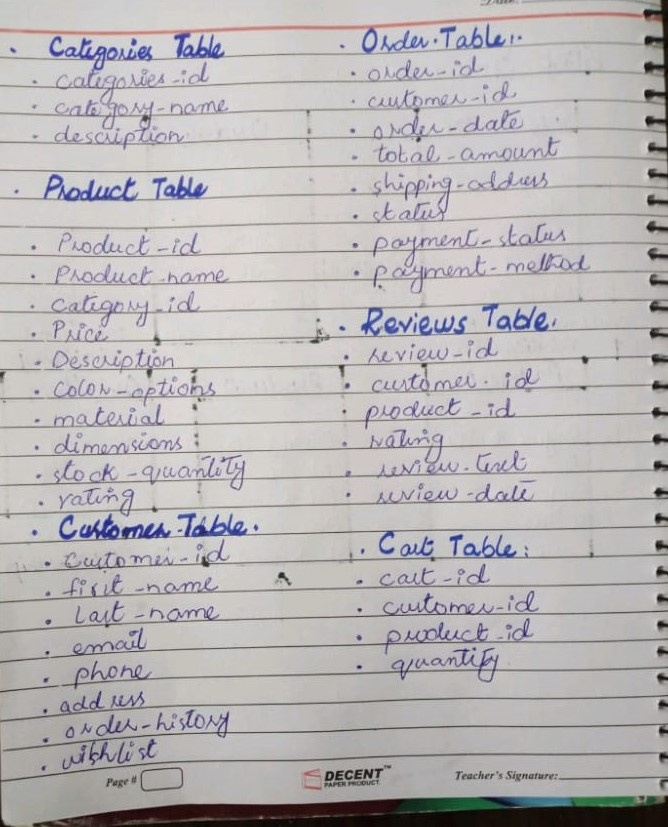 Date:
• Categories Table
• categories-id
• category-name
• description
• Product Table
• Product-id
• Product-name
• Category-id
• Price
• Description
• Color-options
• material
• dimensions
• stock-quantity
• rating
• Customer Table.
• Customer-id
• first-name
• Last-name
• email
• phone
• address
• order-history
• wishlist
• Order Table:
• order-id
• customer-id
• order-date
• total-amount
• shipping-address
• status
• payment-status
• payment-method
• Reviews Table.
• review-id
• customer-id
• product-id
• rating
• review-text
• review-date
• Cart Table:
• cart-id
• customer-id
• product-id
• quantity
Page #
DECENT™
PAPER PRODUCT
Teacher's Signature: